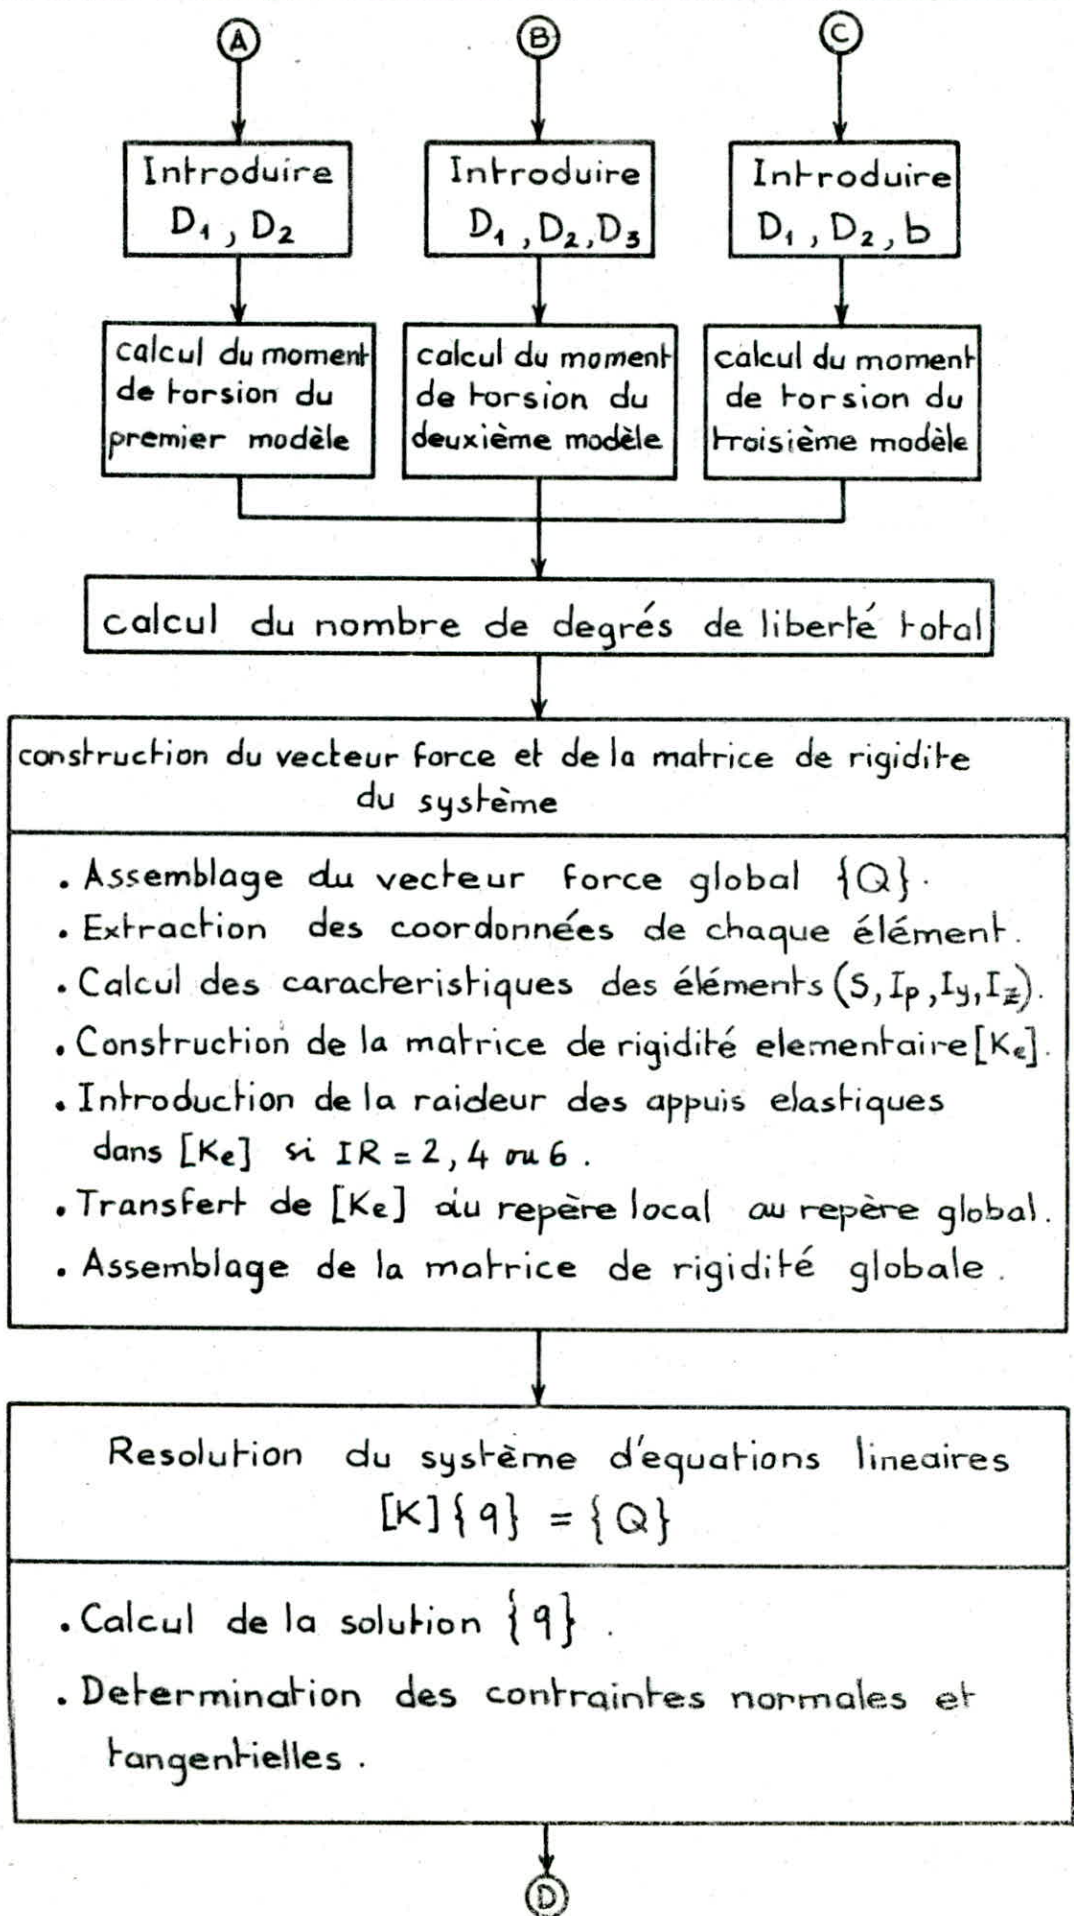 A
B
C
Introduire
D₁, D₂
Introduire
D₁, D₂, D₃
Introduire
D₁, D₂, b
calcul du moment
de torsion du
premier modèle
calcul du moment
de torsion du
deuxième modèle
calcul du moment
de torsion du
troisième modèle
calcul du nombre de degrés de liberté total
construction du vecteur force et de la matrice de rigidite
du système
. Assemblage du vecteur force global {Q}.
. Extraction des coordonnées de chaque élément.
. Calcul des caracteristiques des éléments (S, Ip, Iy, Iz).
. Construction de la matrice de rigidité elementaire [Ke].
. Introduction de la raideur des appuis elastiques
dans [Ke] si IR = 2, 4 ou 6.
. Transfert de [Ke] du repère local au repère global.
. Assemblage de la matrice de rigidité globale.
Resolution du système d'equations lineaires
[K]{q} = {Q}
. Calcul de la solution {q}.
. Determination des contraintes normales et
tangentielles.
D